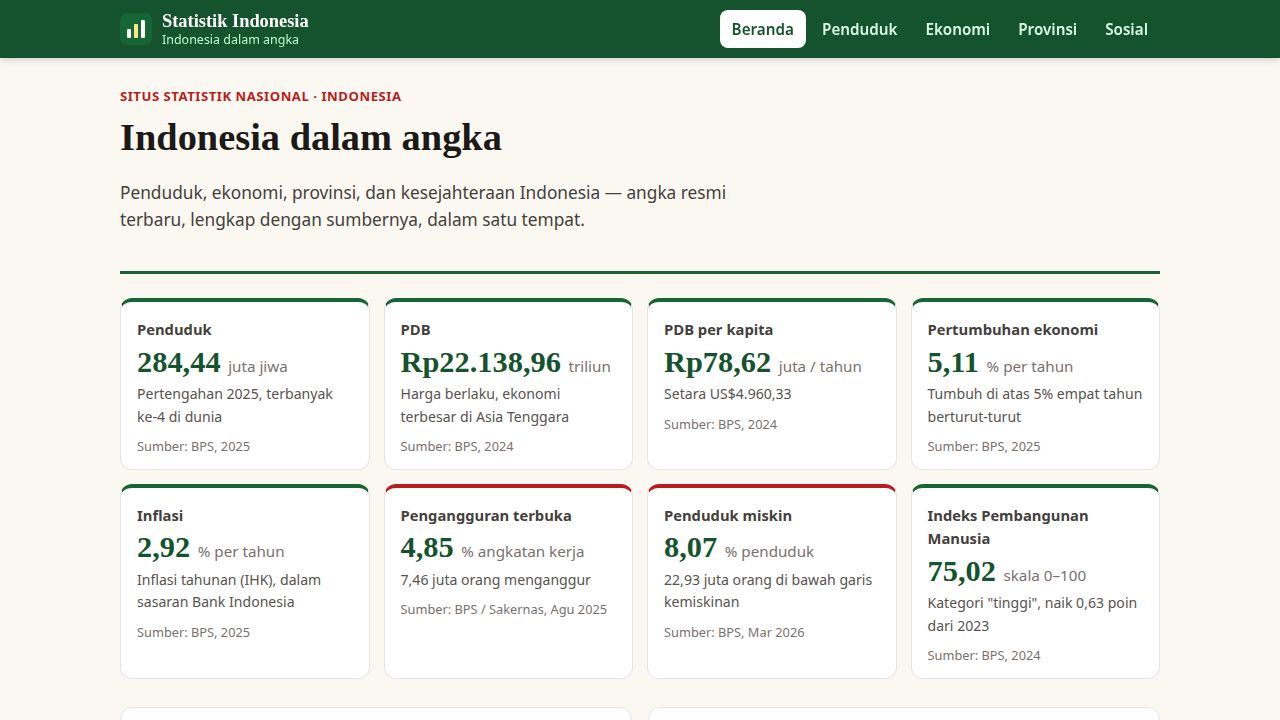 Statistik Indonesia
Indonesia dalam angka
Beranda
Penduduk
Ekonomi
Provinsi
Sosial
SITUS STATISTIK NASIONAL · INDONESIA
Indonesia dalam angka
Penduduk, ekonomi, provinsi, dan kesejahteraan Indonesia — angka resmi
terbaru, lengkap dengan sumbernya, dalam satu tempat.
Penduduk
284,44 juta jiwa
Pertengahan 2025, terbanyak
ke-4 di dunia
Sumber: BPS, 2025
PDB
Rp22.138,96 triliun
Harga berlaku, ekonomi
terbesar di Asia Tenggara
Sumber: BPS, 2024
PDB per kapita
Rp78,62 juta / tahun
Setara US$4.960,33
Sumber: BPS, 2024
Pertumbuhan ekonomi
5,11 % per tahun
Tumbuh di atas 5% empat tahun
berturut-turut
Sumber: BPS, 2025
Inflasi
2,92 % per tahun
Inflasi tahunan (IHK), dalam
sasaran Bank Indonesia
Sumber: BPS, 2025
Pengangguran terbuka
4,85 % angkatan kerja
7,46 juta orang menganggur
Sumber: BPS / Sakernas, Agu 2025
Penduduk miskin
8,07 % penduduk
22,93 juta orang di bawah garis
kemiskinan
Sumber: BPS, Mar 2026
Indeks Pembangunan
Manusia
75,02 skala 0–100
Kategori "tinggi", naik 0,63 poin
dari 2023
Sumber: BPS, 2024